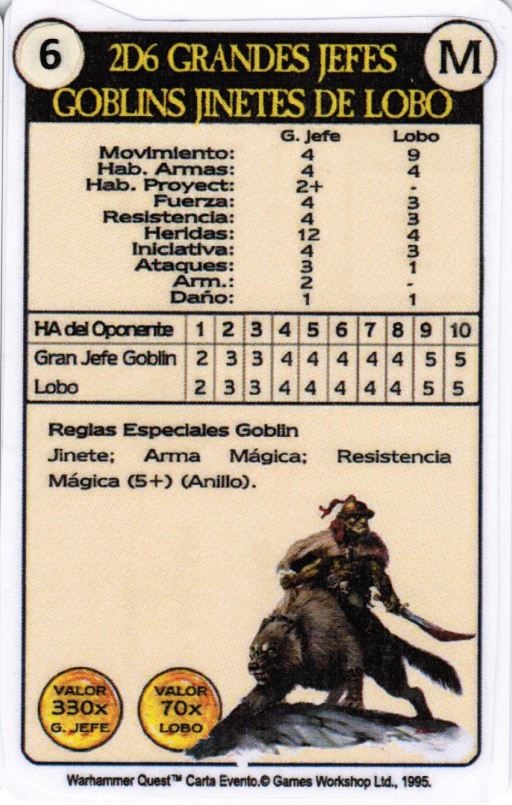 6
2D6 GRANDES JEFES
M
GOBLINS JINETES DE LOBO
G. Jefe Lobo
Movimiento: 4 9
Hab. Armas: 4 4
Hab. Proyect: 2+ -
Fuerza: 4 3
Resistencia: 4 3
Heridas: 12 4
Iniciativa: 4 3
Ataques: 3 1
Arm.: 2 -
Daño: 1 1
HA del Oponente 1 2 3 4 5 6 7 8 9 10
Gran Jefe Goblin 2 3 3 4 4 4 4 4 5 5
Lobo 2 3 3 4 4 4 4 4 5 5
Reglas Especiales Goblin
Jinete; Arma Mágica; Resistencia
Mágica (5+) (Anillo).
VALOR
330x
G. JEFE
VALOR
70x
LOBO
Warhammer Quest™ Carta Evento.© Games Workshop Ltd., 1995.